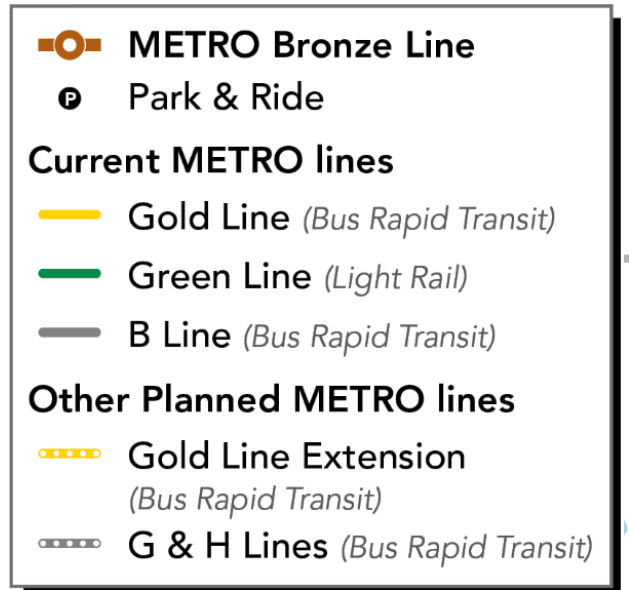 METRO Bronze Line
P Park & Ride
Current METRO lines
Gold Line (Bus Rapid Transit)
Green Line (Light Rail)
B Line (Bus Rapid Transit)
Other Planned METRO lines
Gold Line Extension
(Bus Rapid Transit)
G & H Lines (Bus Rapid Transit)